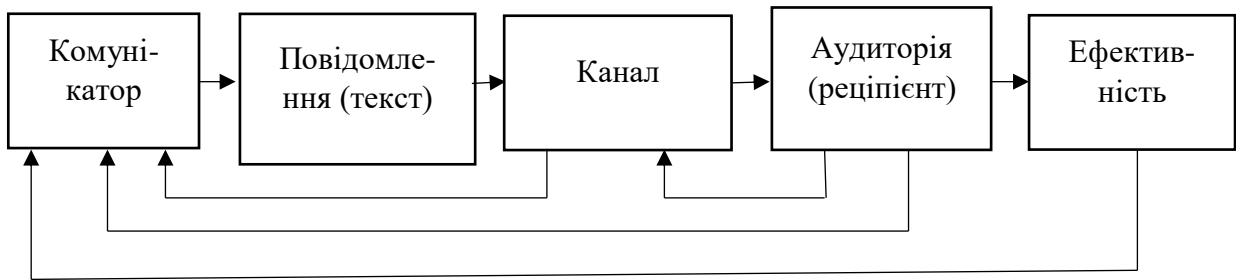 Комуні-
катор
Повідомле-
ння (текст)
Канал
Аудиторія
(реціпієнт)
Ефектив-
ність